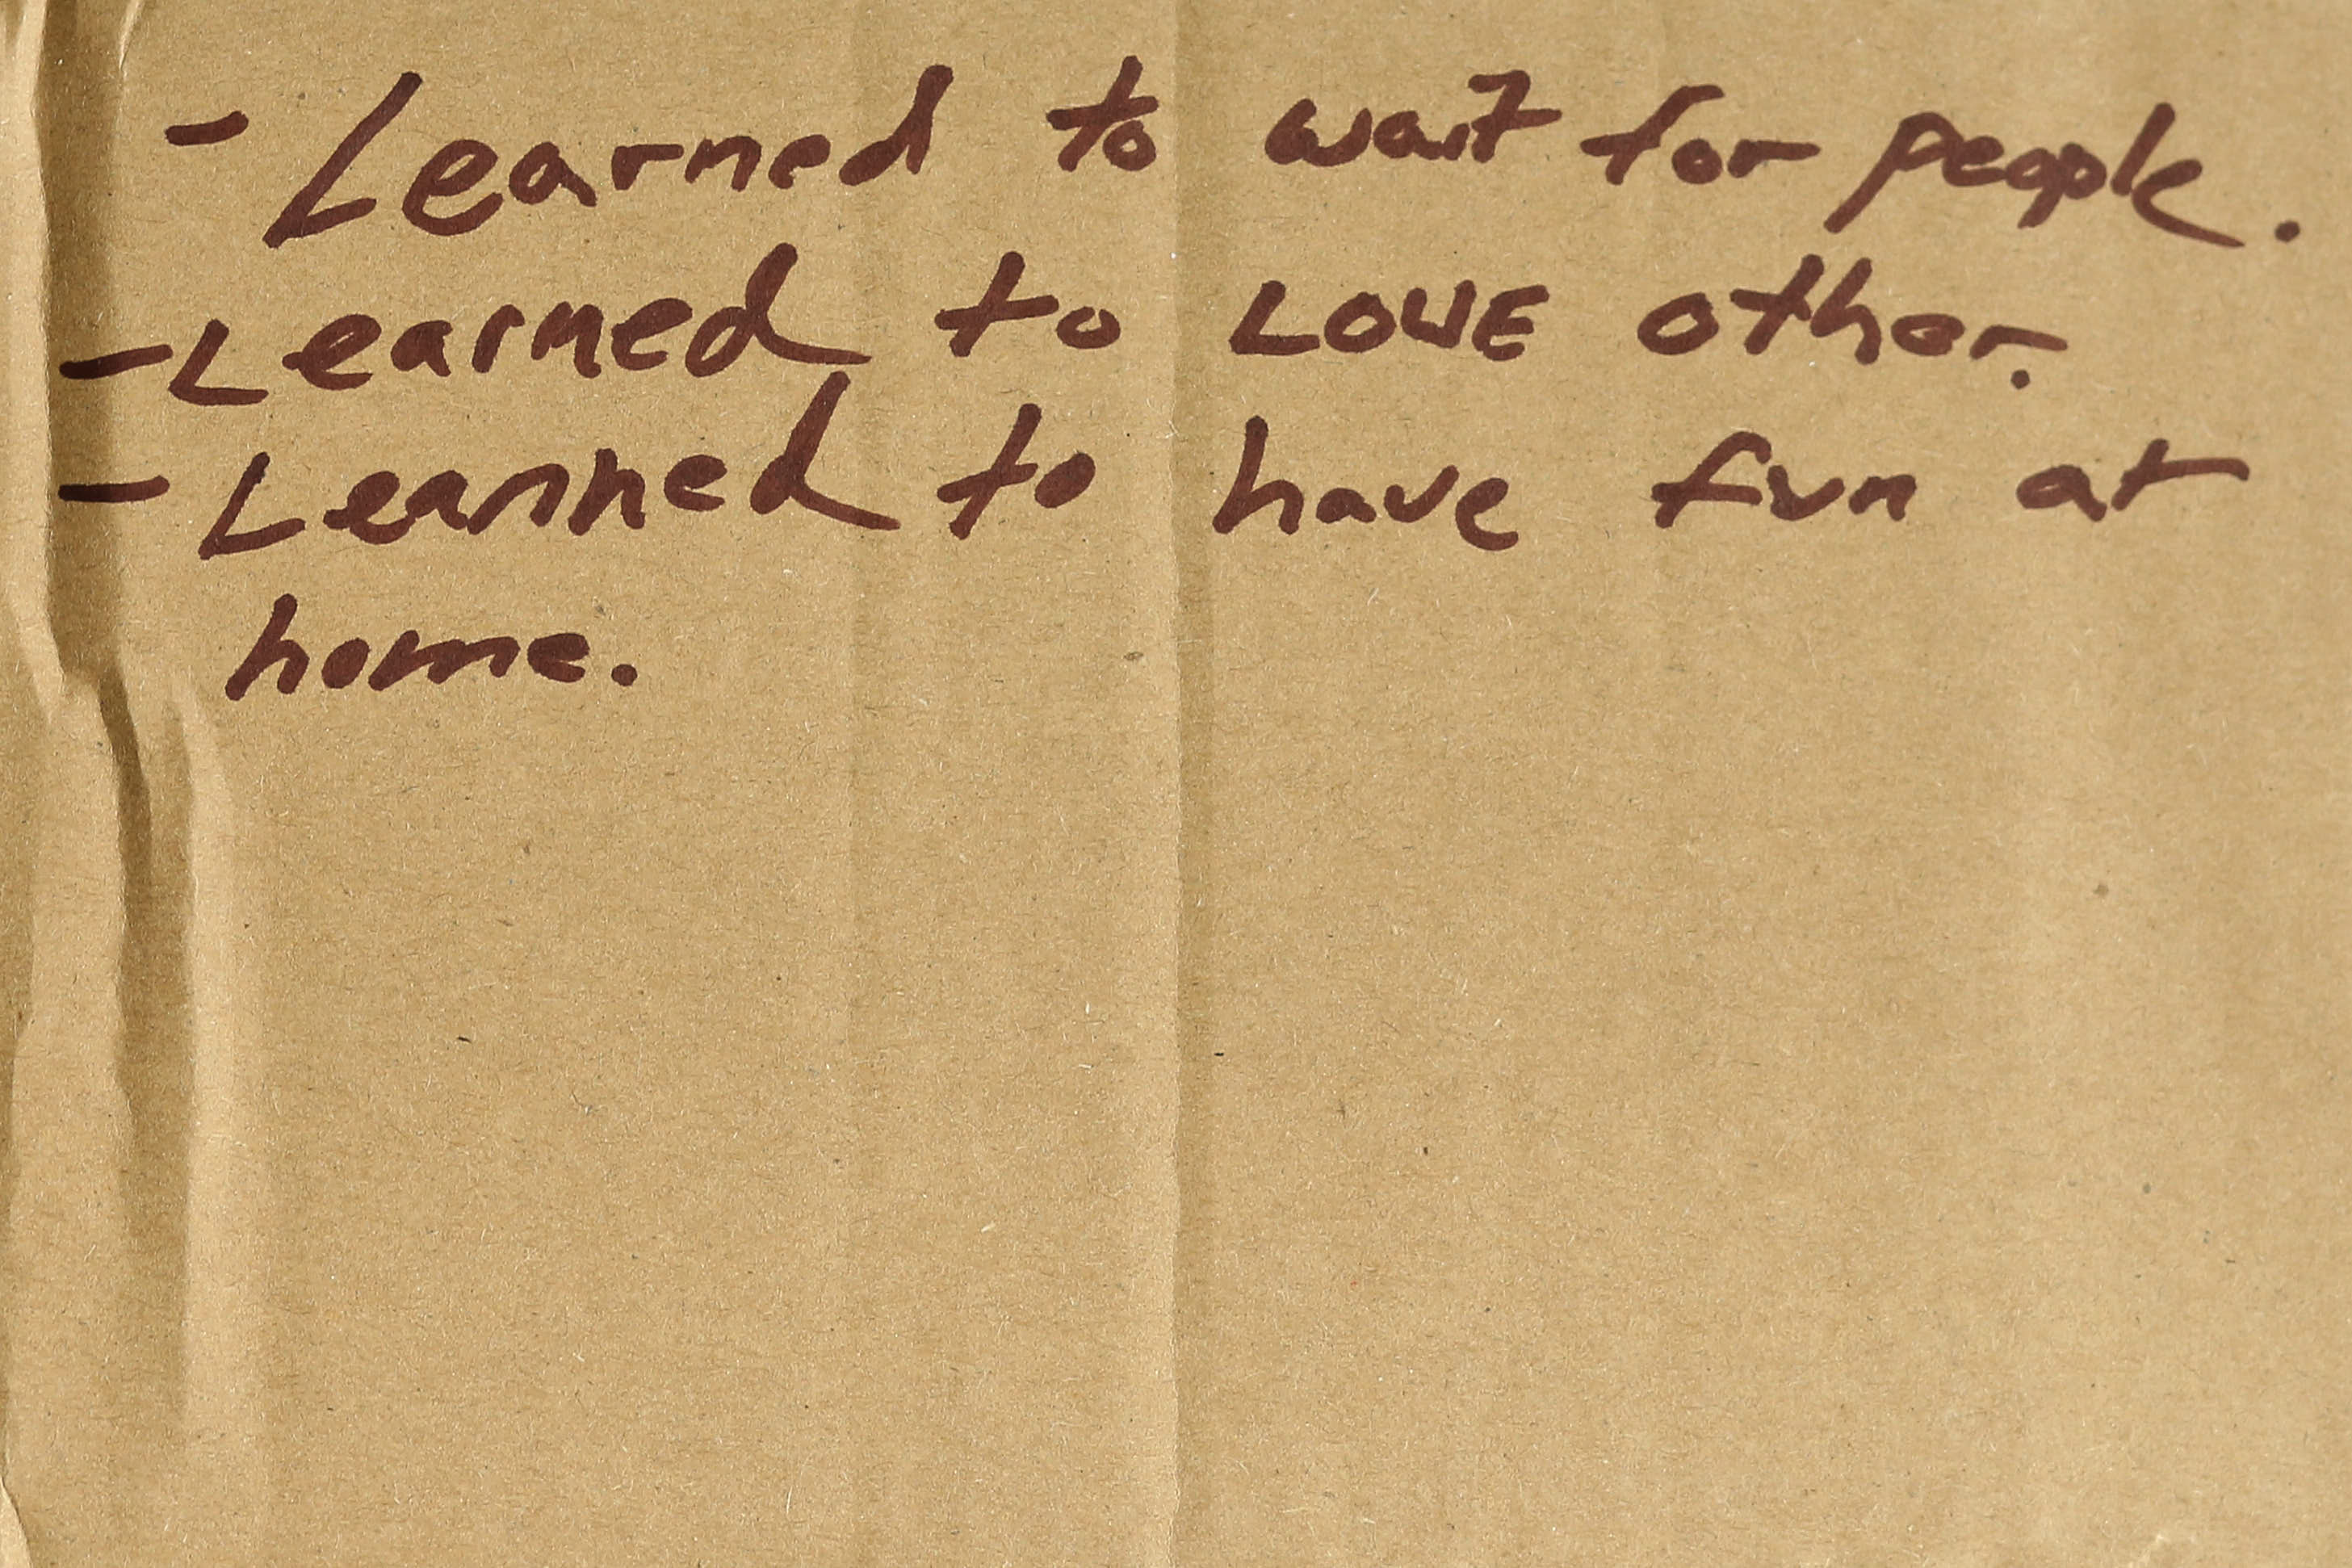 - Learned to wait for people.
- Learned to LOVE other.
- Learned to have fun at
home.